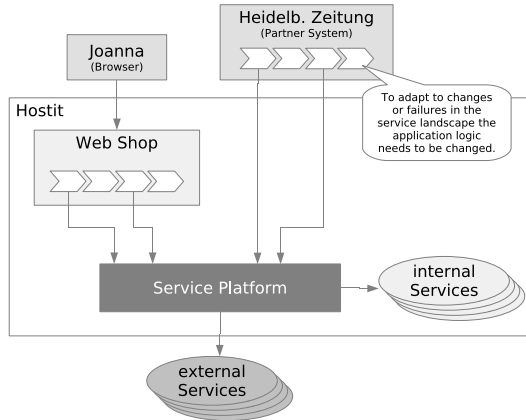 Heidelb. Zeitung
(Partner System)
Joanna
(Browser)
To adapt to changes
or failures in the
service landscape the
application logic
needs to be changed.
Hostit
Web Shop
Service Platform
internal
Services
external
Services